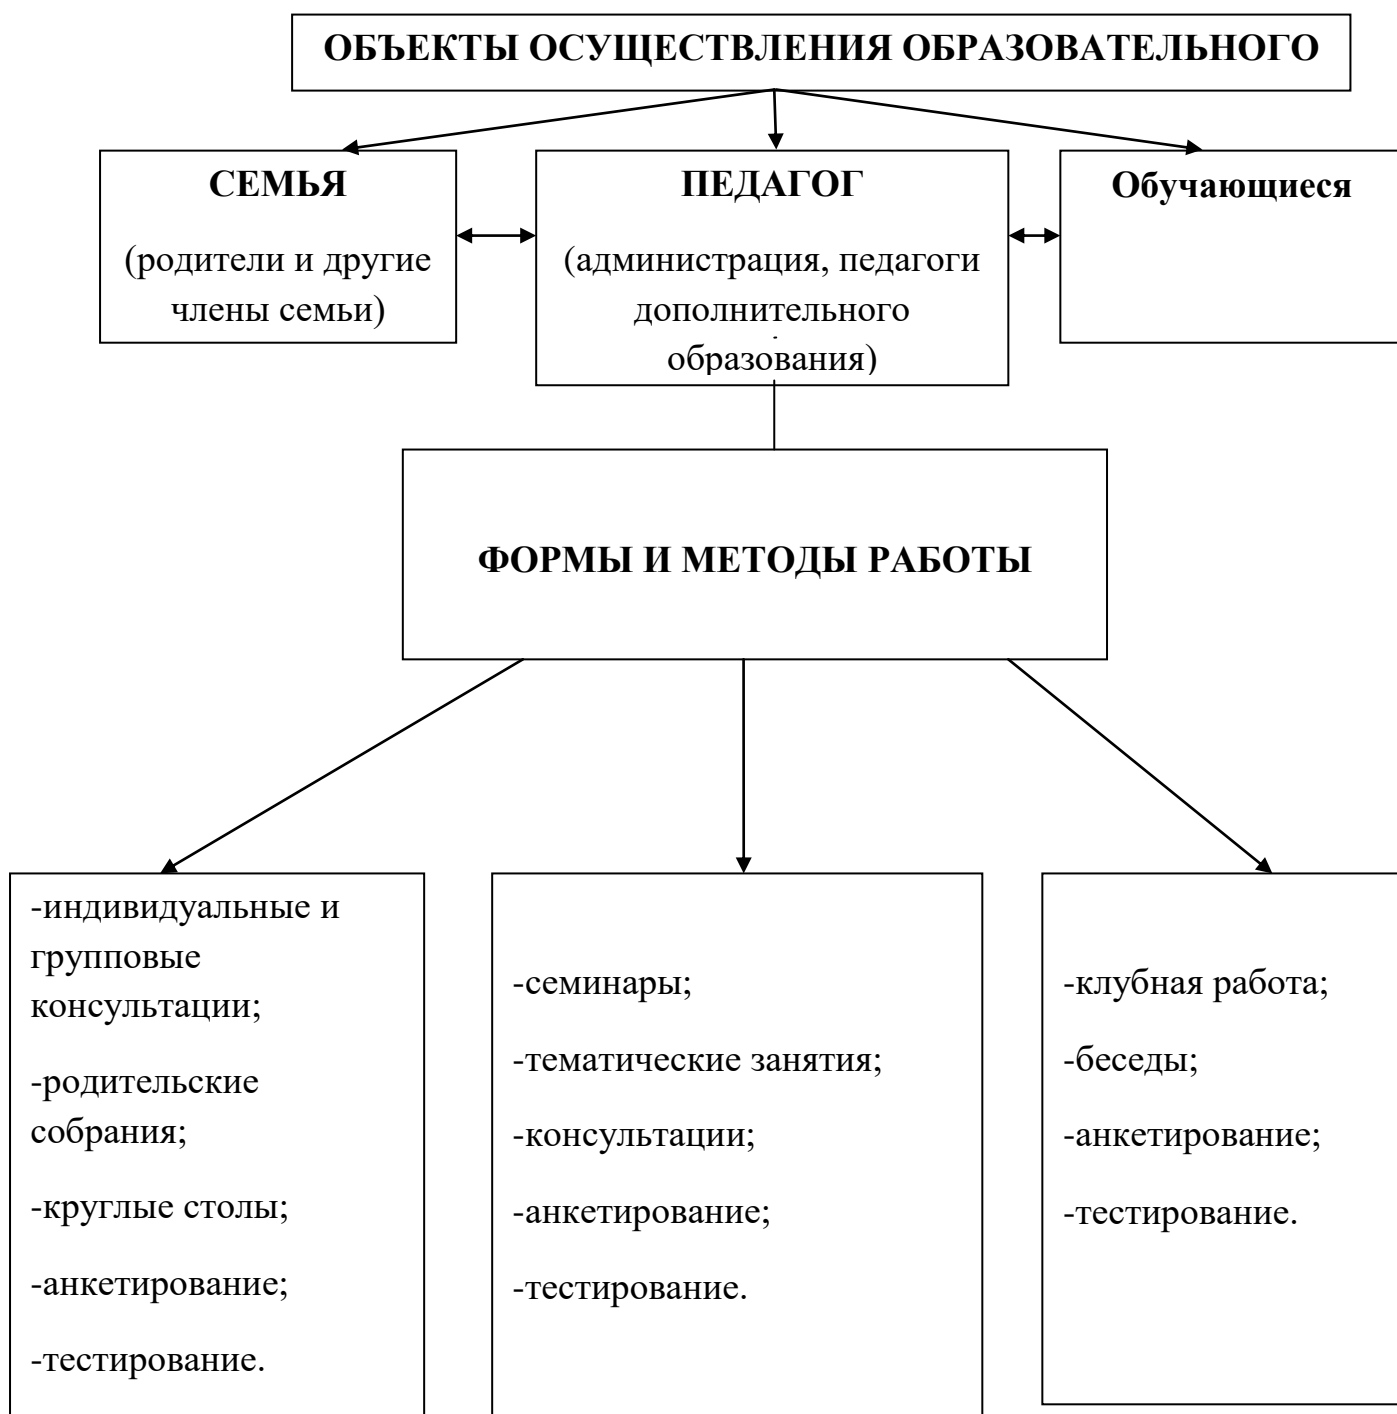 ОБЪЕКТЫ ОСУЩЕСТВЛЕНИЯ ОБРАЗОВАТЕЛЬНОГО
СЕМЬЯ
(родители и другие
члены семьи)
ПЕДАГОГ
(администрация, педагоги
дополнительного
образования)
Обучающиеся
ФОРМЫ И МЕТОДЫ РАБОТЫ
-индивидуальные и
групповые
консультации;
-родительские
собрания;
-круглые столы;
-анкетирование;
-тестирование.
-семинары;
-тематические занятия;
-консультации;
-анкетирование;
-тестирование.
-клубная работа;
-беседы;
-анкетирование;
-тестирование.